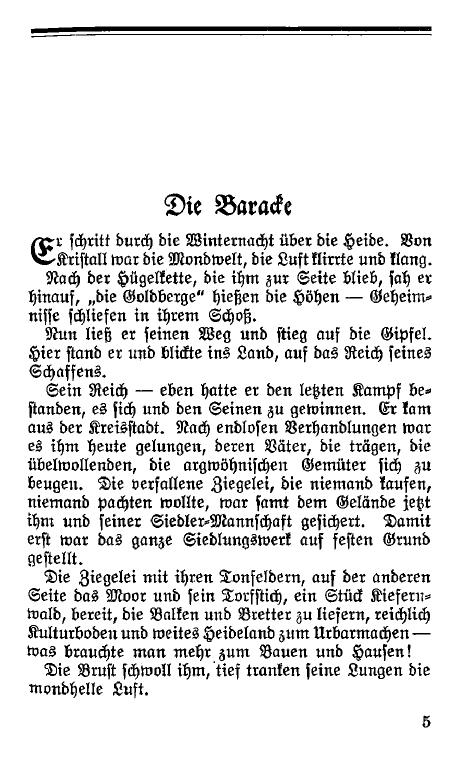 Die Baracke
Er schritt durch die Winternacht über die Heide. Von
Kristall war die Mondwelt, die Luft klirrte und klang.
Nach der Hügelkette, die ihm zur Seite blieb, sah er
hinauf, „die Goldberge“ hießen die Höhen — Geheim-
nisse schliefen in ihrem Schoß.
Nun ließ er seinen Weg und stieg auf die Gipfel.
Hier stand er und blickte ins Land, auf das Reich seines
Schaffens.
Sein Reich — eben hatte er den letzten Kampf be-
standen, es sich und den Seinen zu gewinnen. Er kam
aus der Kreisstadt. Nach endlosen Verhandlungen war
es ihm heute gelungen, deren Väter, die trägen, die
übelwollenden, die argwöhnischen Gemüter sich zu
beugen. Die verfallene Ziegelei, die niemand kaufen,
niemand pachten wollte, war samt dem Gelände jetzt
ihm und seiner Siedler-Mannschaft gesichert. Damit
erst war das ganze Siedlungswerk auf festen Grund
gestellt.
Die Ziegelei mit ihren Tonfeldern, auf der anderen
Seite das Moor und sein Torfstich, ein Stück Kiefern-
wald, bereit, die Balken und Bretter zu liefern, reichlich
Kulturboden und weites Heideland zum Urbarmachen —
was brauchte man mehr zum Bauen und Hausen!
Die Brust schwoll ihm, tief tranken seine Lungen die
mondhelle Luft.
5